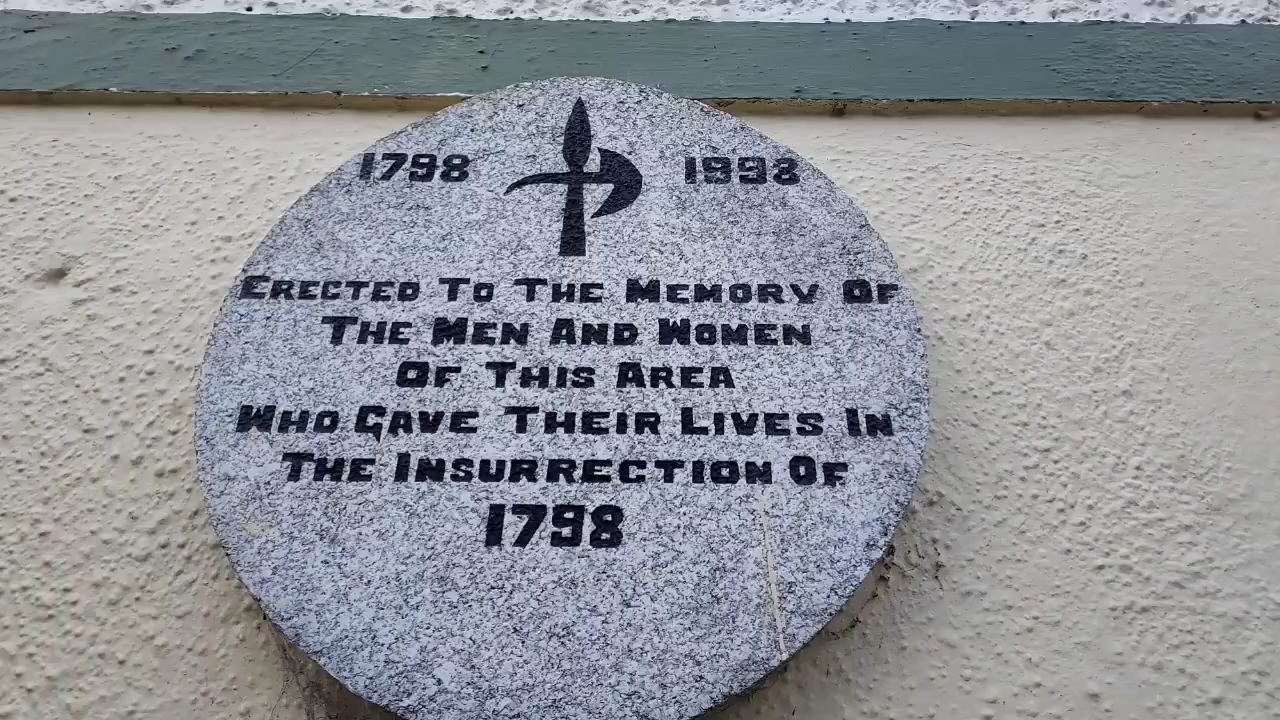 1798 1998
Erected To The Memory Of
The Men And Women
Of This Area
Who Gave Their Lives In
The Insurrection Of
1798